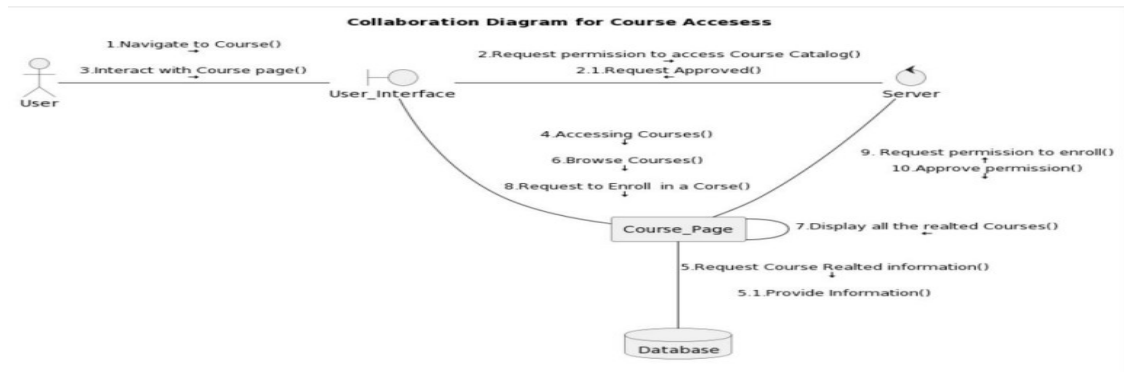 Collaboration Diagram for Course Accesess
1.Navigate to Course()
2.Request permission to access Course Catalog()
3.Interact with Course page()
2.1.Request Approved()
User
User_Interface
Server
4.Accessing Courses()
6.Browse Courses()
8.Request to Enroll in a Corse()
9. Request permission to enroll()
10.Approve permission()
Course_Page
7.Display all the realted Courses()
5.Request Course Realted information()
5.1.Provide Information()
Database